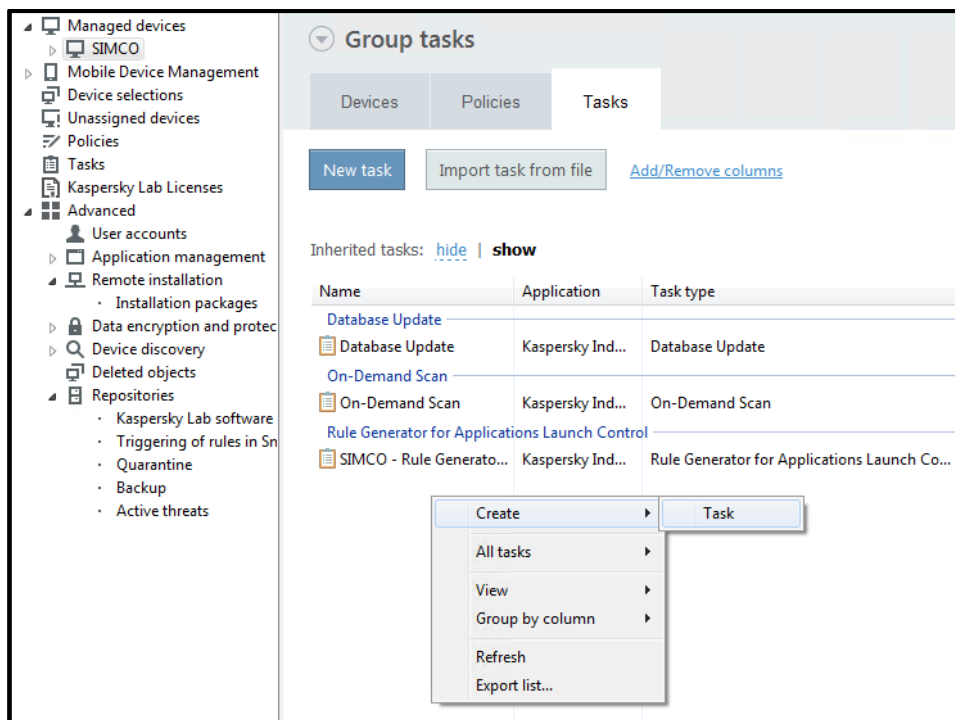 Managed devices
SIMCO
Mobile Device Management
Device selections
Unassigned devices
Policies
Tasks
Kaspersky Lab Licenses
Advanced
User accounts
Application management
Remote installation
Installation packages
Data encryption and protec
Device discovery
Deleted objects
Repositories
Kaspersky Lab software
Triggering of rules in Sn
Quarantine
Backup
Active threats
Group tasks
Devices Policies Tasks
New task Import task from file Add/Remove columns
Inherited tasks: hide | show
Name Application Task type
Database Update
Database Update Kaspersky Ind... Database Update
On-Demand Scan
On-Demand Scan Kaspersky Ind... On-Demand Scan
Rule Generator for Applications Launch Control
SIMCO - Rule Generato... Kaspersky Ind... Rule Generator for Applications Launch Co...
Create Task
All tasks
View
Group by column
Refresh
Export list...